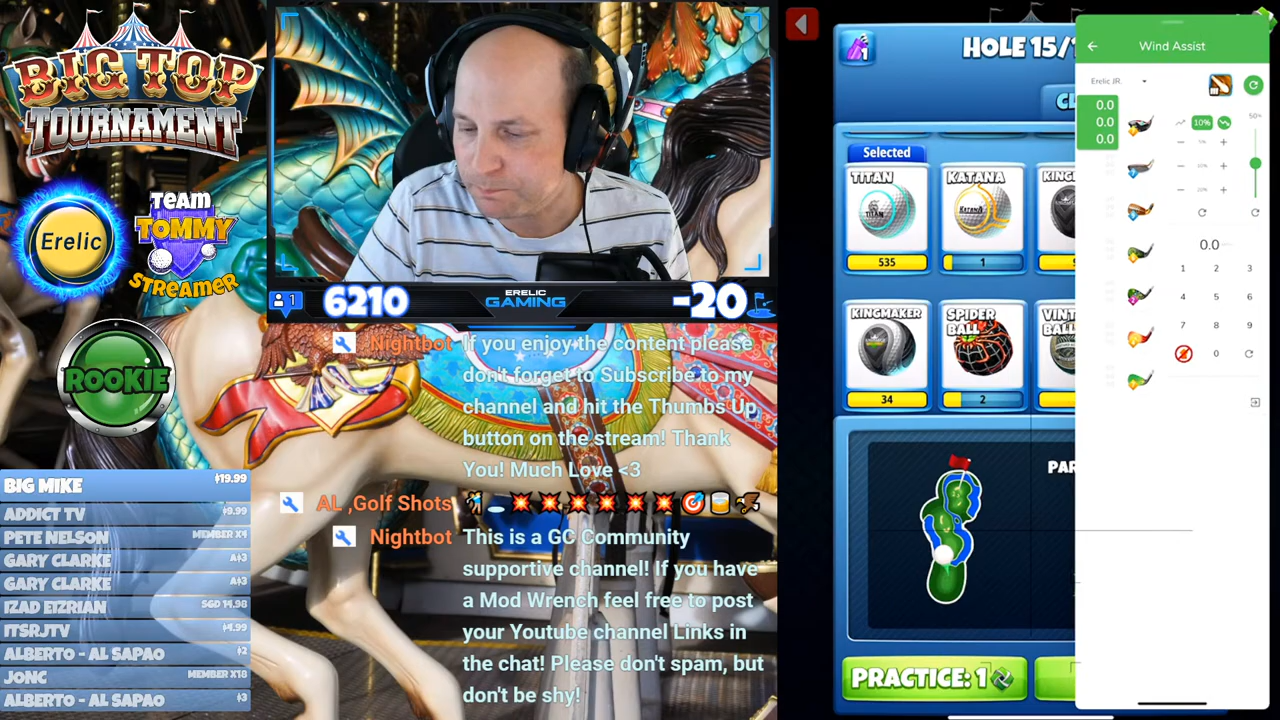 BIG TOP
TOURNAMENT
Erelic
TEAM
TOMMY
STREAMER
ROOKIE
BIG MIKE $19.99
ADDICT TV $9.99
PETE NELSON MEMBER X4
GARY CLARKE A$3
GARY CLARKE A$3
IZAD EIZRIAN SGD 14.98
ITSRJTV $4.99
ALBERTO - AL SAPAO $2
JONC MEMBER X18
ALBERTO - AL SAPAO $3
1 6210 ERELIC
GAMING -20
Nightbot If you enjoy the content please
don't forget to Subscribe to my
channel and hit the Thumbs Up
button on the stream! Thank
You! Much Love <3
AL ,Golf Shots
Nightbot This is a GC Community
supportive channel! If you have
a Mod Wrench feel free to post
your Youtube channel Links in
the chat! Please don't spam, but
don't be shy!
1 HOLE 15/
CL
Selected
TITAN KATANA
535 1
KINGMAKER SPIDER
BALL
34 2
PAR
PRACTICE: 1
Wind Assist
Erelic JR.
0.0
0.0
0.0
10%
50%
5%
10%
20%
0.0
1 2 3
4 5 6
7 8 9
0